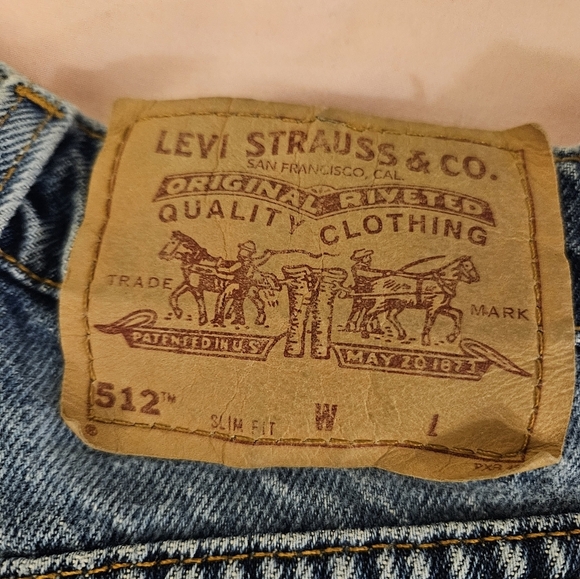 LEVI STRAUSS & CO.
SAN FRANCISCO, CAL.
ORIGINAL RIVETED
QUALITY CLOTHING
TRADE MARK
PATENTED IN U.S. MAY 20 1873
512™ SLIM FIT W L
®